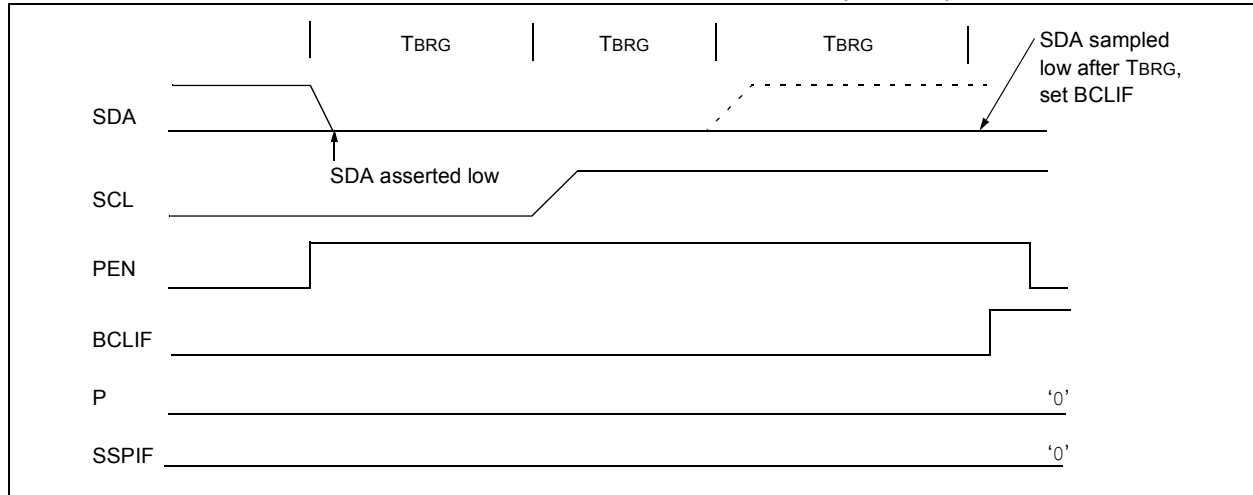 TBRG TBRG TBRG
SDA sampled
low after TBRG,
set BCLIF
SDA
SDA asserted low
SCL
PEN
BCLIF
P
‘0’
SSPIF
‘0’